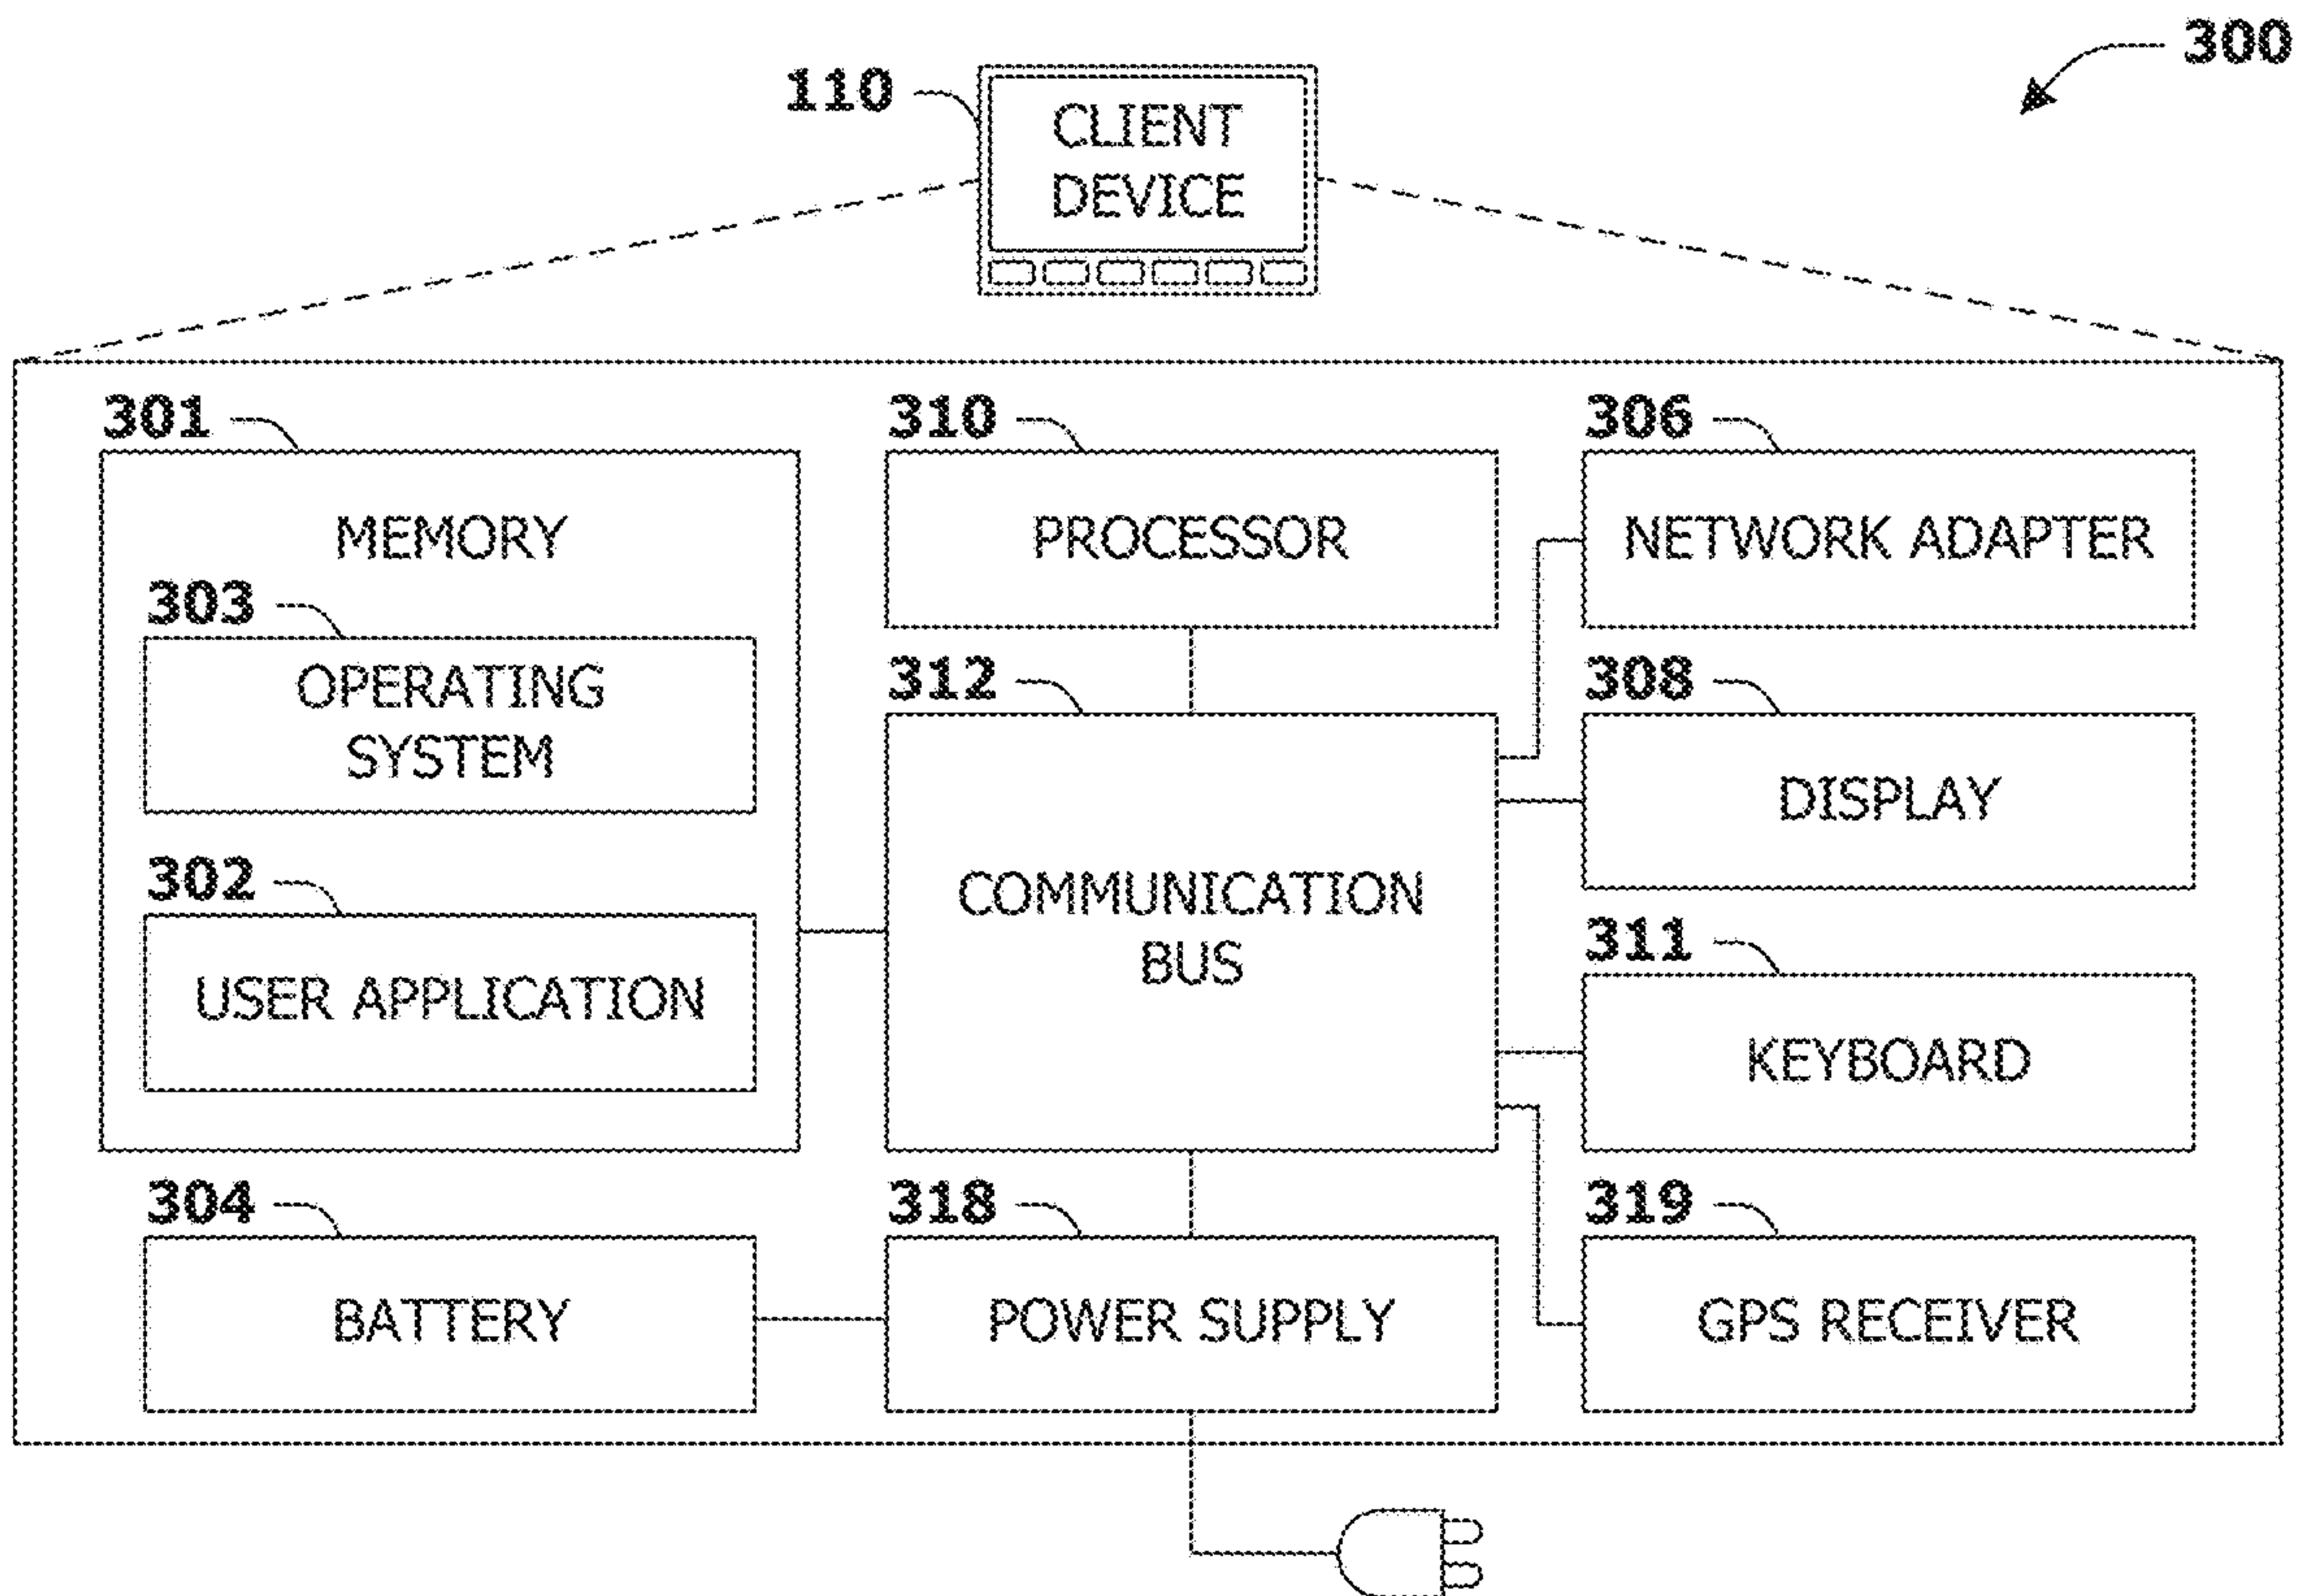 300
110
CLIENT
DEVICE
301
310
306
MEMORY
PROCESSOR
NETWORK ADAPTER
303
OPERATING
SYSTEM
312
308
DISPLAY
302
USER APPLICATION
COMMUNICATION
BUS
311
KEYBOARD
304
318
319
BATTERY
POWER SUPPLY
GPS RECEIVER